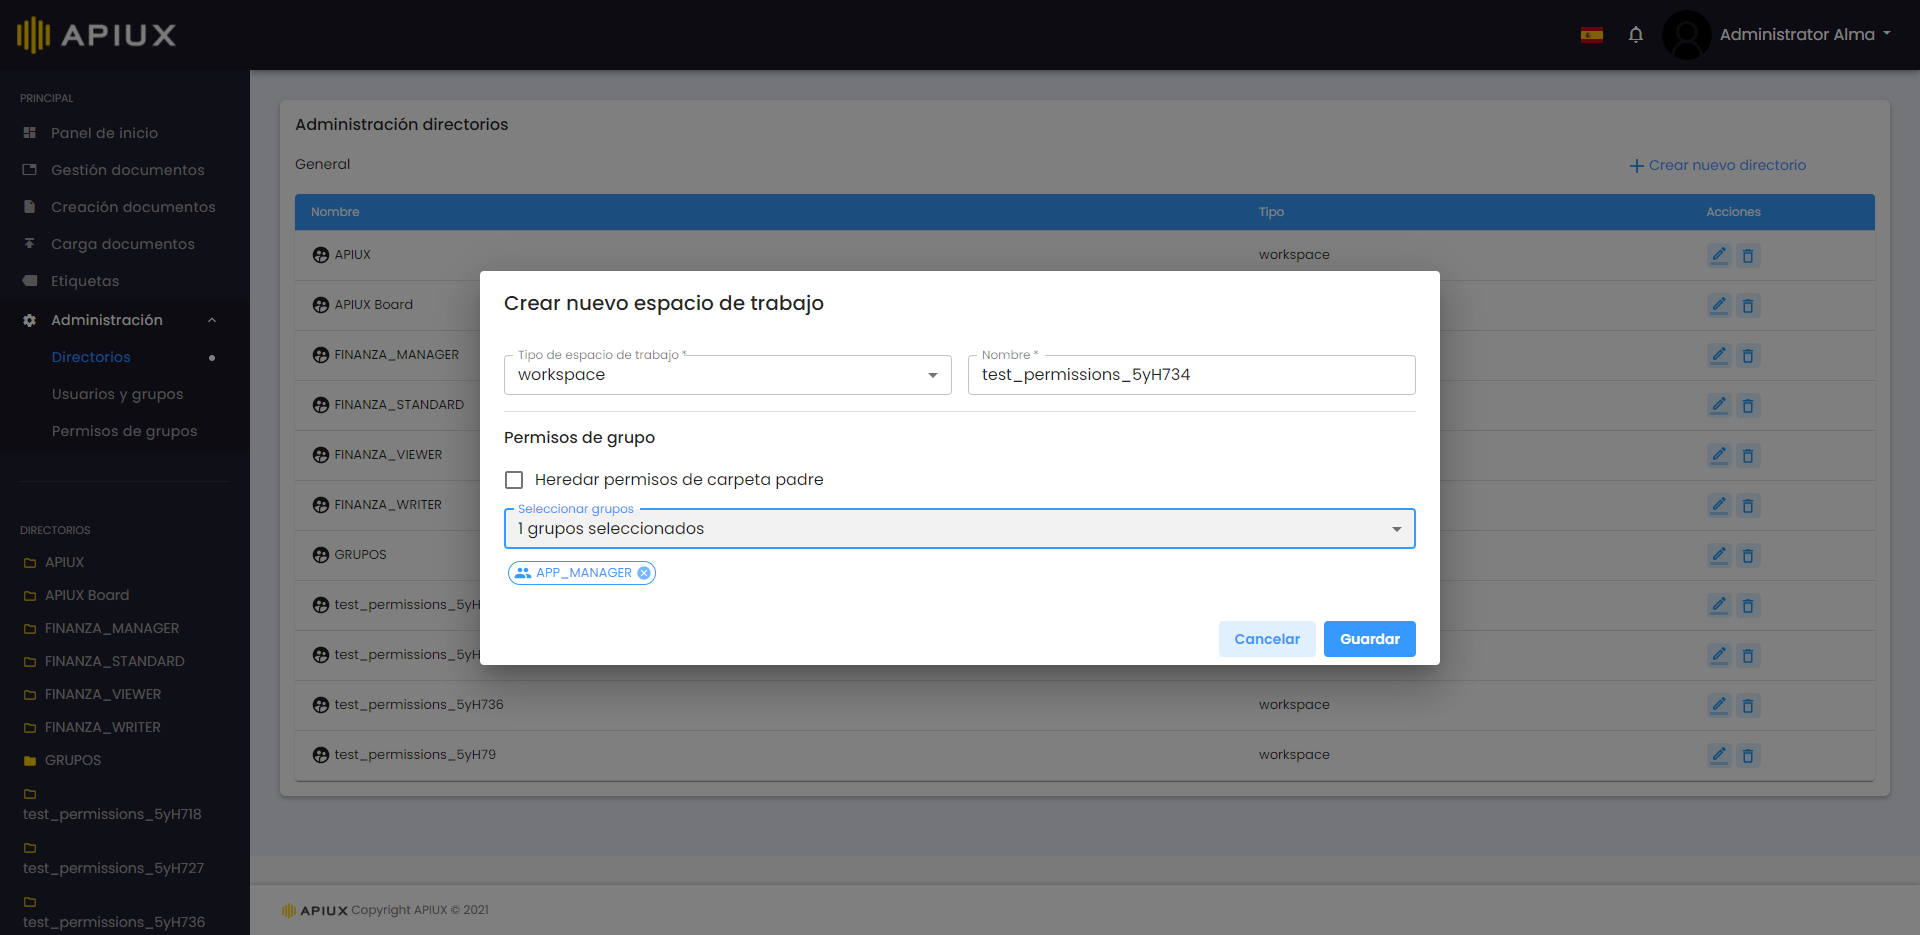 APIUX
Administrator Alma
PRINCIPAL
Panel de inicio
Gestión documentos
Creación documentos
Carga documentos
Etiquetas
Administración
Directorios
Usuarios y grupos
Permisos de grupos
DIRECTORIOS
APIUX
APIUX Board
FINANZA_MANAGER
FINANZA_STANDARD
FINANZA_VIEWER
FINANZA_WRITER
GRUPOS
test_permissions_5yH718
test_permissions_5yH727
test_permissions_5yH736
Administración directorios
General
Crear nuevo directorio
Nombre Tipo Acciones
APIUX workspace
APIUX Board
FINANZA_MANAGER
FINANZA_STANDARD
FINANZA_VIEWER
FINANZA_WRITER
GRUPOS
test_permissions_5yH
test_permissions_5yH
test_permissions_5yH736 workspace
test_permissions_5yH79 workspace
Crear nuevo espacio de trabajo
Tipo de espacio de trabajo * Nombre *
workspace test_permissions_5yH734
Permisos de grupo
Heredar permisos de carpeta padre
Seleccionar grupos
1 grupos seleccionados
APP_MANAGER
Cancelar Guardar
APIUX Copyright APIUX © 2021